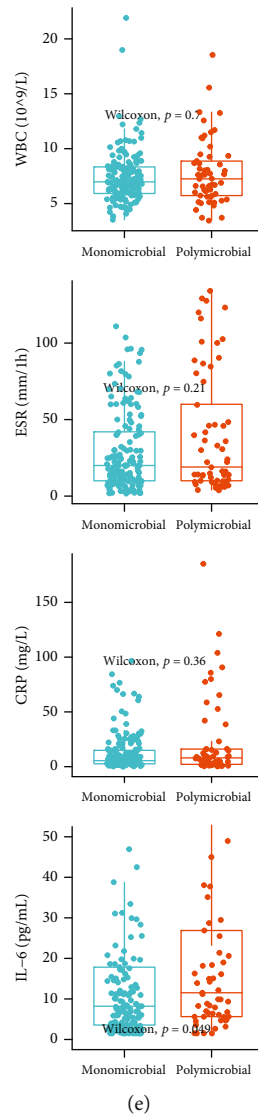 WBC (10^9/L)
20
15
10
5
Wilcoxon, p = 0.7
Monomicrobial Polymicrobial
ESR (mm/1h)
100
50
0
Wilcoxon, p = 0.21
Monomicrobial Polymicrobial
CRP (mg/L)
150
100
50
0
Wilcoxon, p = 0.36
Monomicrobial Polymicrobial
IL−6 (pg/mL)
50
40
30
20
10
0
Wilcoxon, p = 0.049
Monomicrobial Polymicrobial
(e)